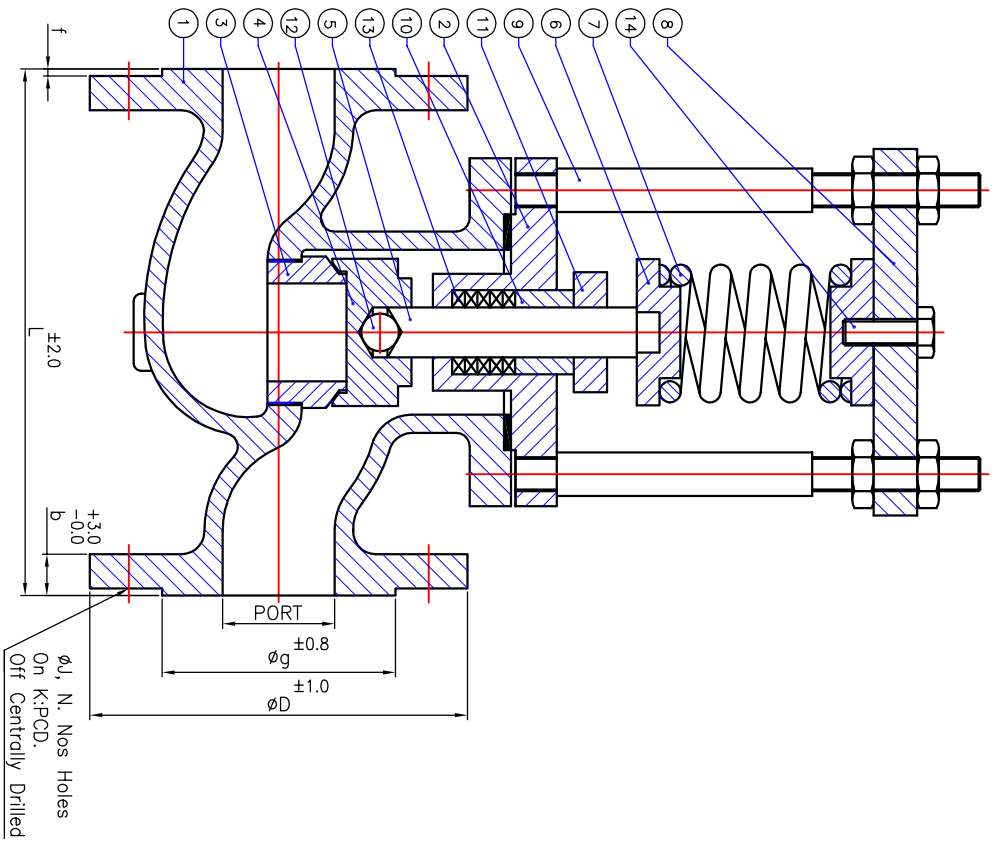 1
3
4
12
5
13
10
2
11
9
6
7
14
8
f
±2.0
L
+3.0
-0.0
b
PORT
±0.8
øg
±1.0
øD
øJ, N. Nos Holes
On K:PCD.
Off Centrally Drilled